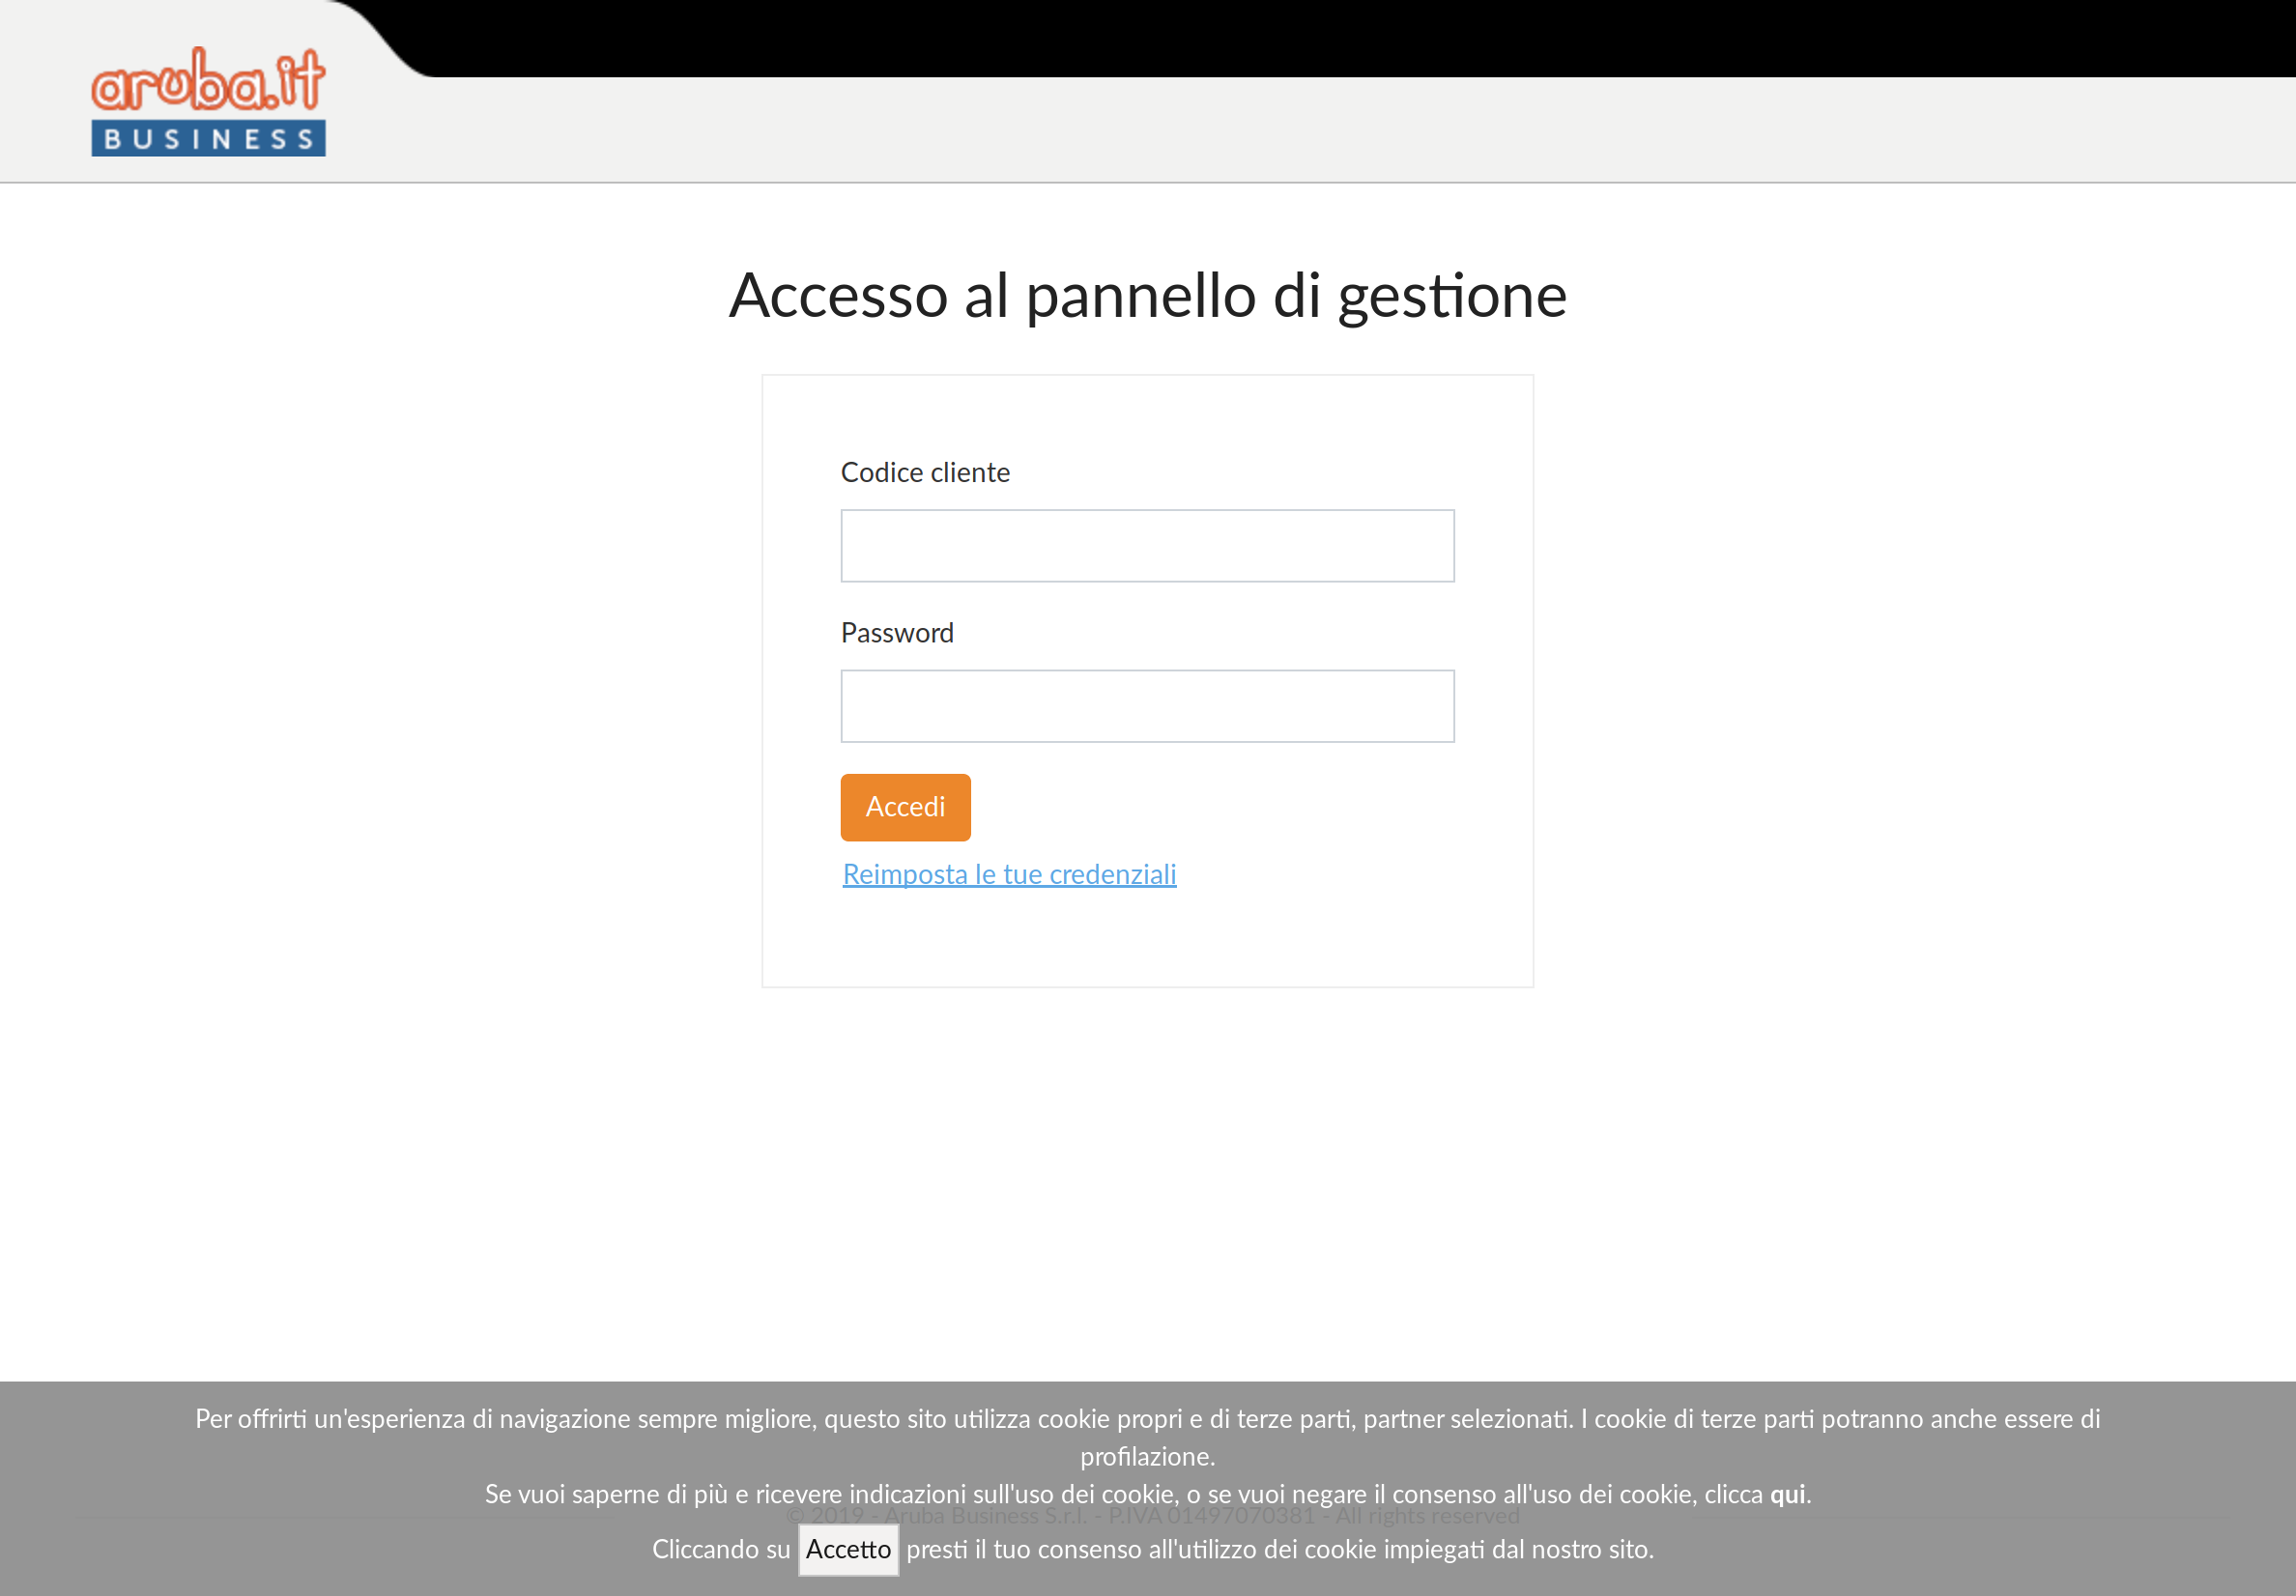 aruba.it
BUSINESS
Accesso al pannello di gestione
Codice cliente
Password
Accedi
Reimposta le tue credenziali
Per offrirti un'esperienza di navigazione sempre migliore, questo sito utilizza cookie propri e di terze parti, partner selezionati. I cookie di terze parti potranno anche essere di
profilazione.
Se vuoi saperne di più e ricevere indicazioni sull'uso dei cookie, o se vuoi negare il consenso all'uso dei cookie, clicca qui.
© 2019 - Aruba Business S.r.l. - P.IVA 01497070381 - All rights reserved
Cliccando su Accetto presti il tuo consenso all'utilizzo dei cookie impiegati dal nostro sito.